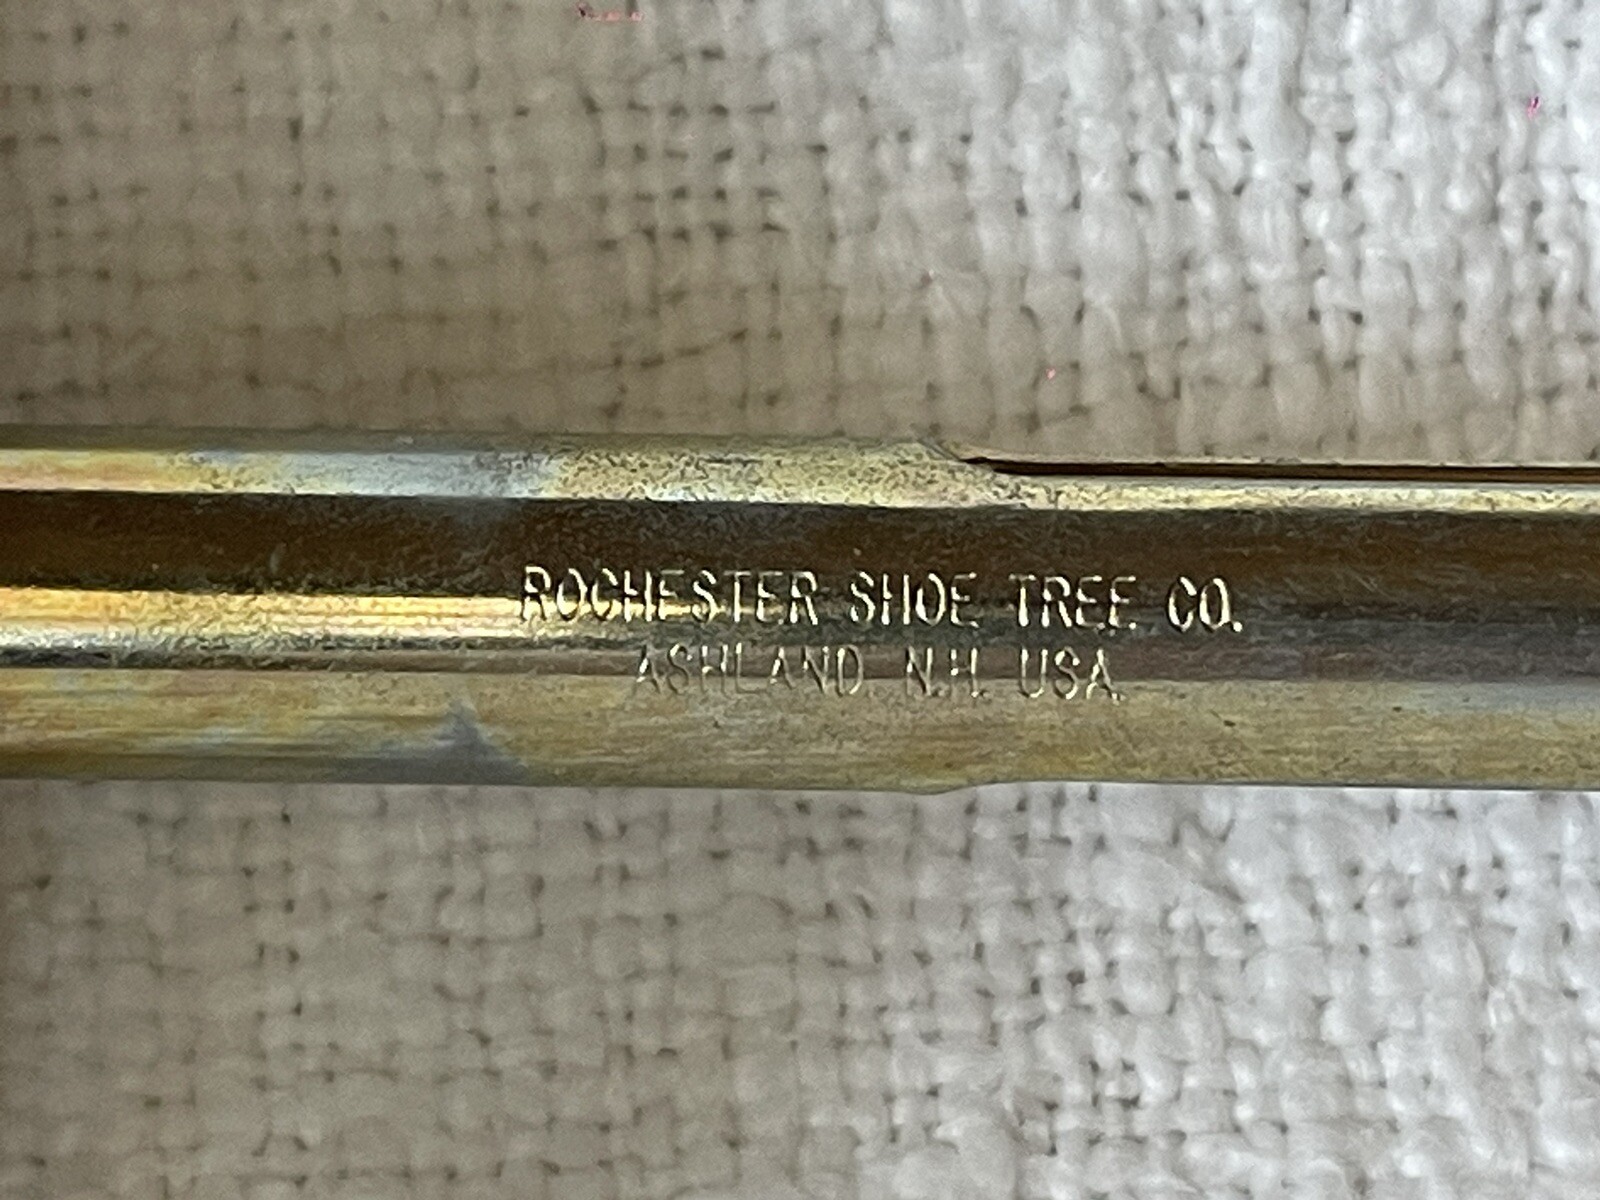 ROCHESTER SHOE TREE CO.
ASHLAND. N.H. USA.